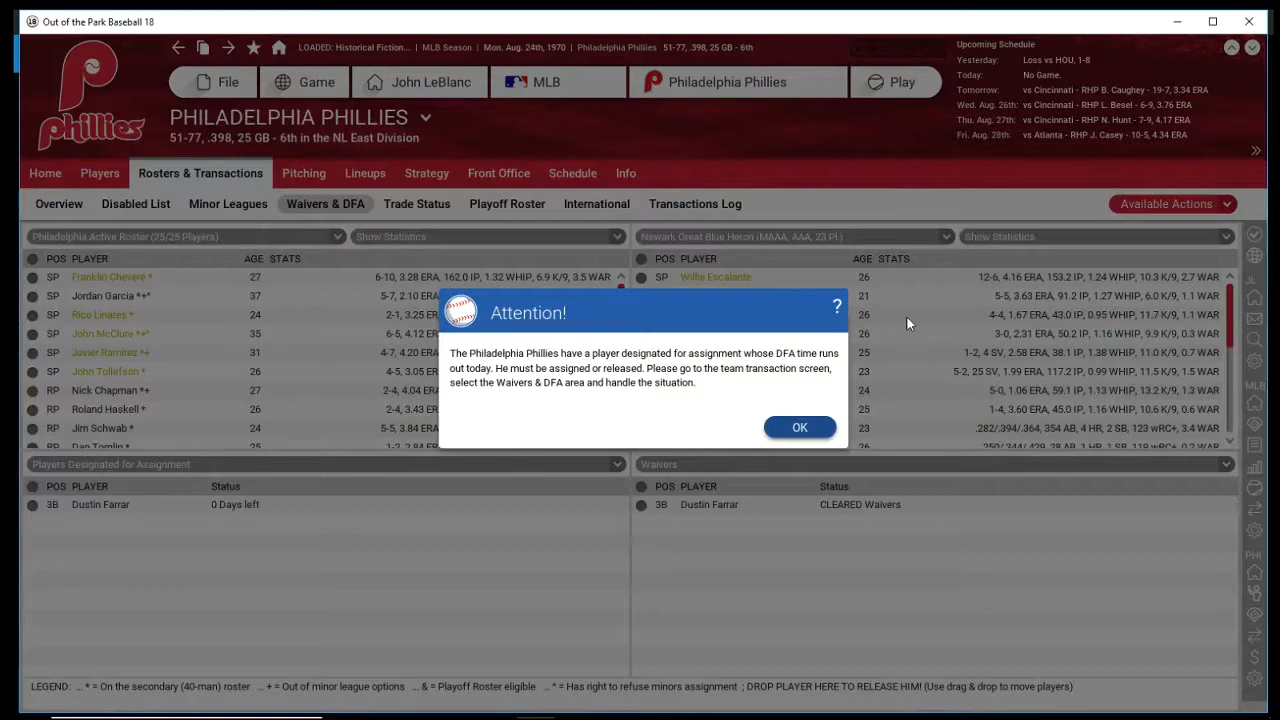 18 Out of the Park Baseball 18
LOADED: Historical Fiction... | MLB Season | Mon. Aug. 24th, 1970 | Philadelphia Phillies 51-77, .398, 25 GB - 6th
Upcoming Schedule
Yesterday: Loss vs HOU, 1-8
Today: No Game.
Tomorrow: vs Cincinnati - RHP B. Caughey - 19-7, 3.34 ERA
Wed. Aug. 26th: vs Cincinnati - RHP L. Besel - 6-9, 3.76 ERA
Thu. Aug. 27th: vs Cincinnati - RHP N. Hunt - 7-9, 4.17 ERA
Fri. Aug. 28th: vs Atlanta - RHP J. Casey - 10-5, 4.34 ERA
File Game John LeBlanc MLB Philadelphia Phillies Play
phillies
PHILADELPHIA PHILLIES
51-77, .398, 25 GB - 6th in the NL East Division
Home Players Rosters & Transactions Pitching Lineups Strategy Front Office Schedule Info
Overview Disabled List Minor Leagues Waivers & DFA Trade Status Playoff Roster International Transactions Log Available Actions
Philadelphia Active Roster (25/25 Players) Show Statistics
POS PLAYER AGE STATS
SP Franklin Chevere * 27 6-10, 3.28 ERA, 162.0 IP, 1.32 WHIP, 6.9 K/9, 3.5 WAR
SP Jordan Garcia *+^ 37 5-7, 2.10 ERA,
SP Rico Linares * 24 2-1, 3.25
SP John McClure *+^ 35 6-5, 4.12
SP Javier Ramirez *+ 31 4-7, 4.20
SP John Tollefson * 26 4-5, 3.05
RP Nick Chapman *+ 27 2-4, 4.04
RP Roland Haskell * 26 2-4, 3.43
RP Jim Schwab * 24 5-1, 3.84
RP Dan Tomlin * 25 1-2, 3.84
Newark Great Blue Heron (MAAA, AAA, 23 Pl.) Show Statistics
POS PLAYER AGE STATS
SP Willie Escalante 26 12-6, 4.16 ERA, 153.2 IP, 1.24 WHIP, 10.3 K/9, 2.7 WAR
21 5-5, 3.63 ERA, 91.2 IP, 1.27 WHIP, 6.0 K/9, 1.1 WAR
26 4-4, 1.67 ERA, 43.0 IP, 0.95 WHIP, 11.7 K/9, 1.1 WAR
26 3-0, 2.31 ERA, 50.2 IP, 1.16 WHIP, 9.9 K/9, 0.3 WAR
25 1-2, 4 SV, 2.58 ERA, 38.1 IP, 1.15 WHIP, 11.3 K/9, 0.4 WAR
23 5-2, 25 SV, 1.99 ERA, 117.2 IP, 0.99 WHIP, 11.5 K/9, 3.2 WAR
23 5-0, 1.06 ERA, 59.1 IP, 1.13 WHIP, 10.3 K/9, 1.3 WAR
25 1-4, 3.60 ERA, 45.0 IP, 1.16 WHIP, 10.6 K/9, 0.6 WAR
23 .282/.394/.364, 354 AB, 4 HR, 2 SB, 123 wRC+, 3.4 WAR
Attention! ?
The Philadelphia Phillies have a player designated for assignment whose DFA time runs
out today. He must be assigned or released. Please go to the team transaction screen,
select the Waivers & DFA area and handle the situation.
OK
Players Designated for Assignment
POS PLAYER Status
3B Dustin Farrar 0 Days left
Waivers
POS PLAYER Status
3B Dustin Farrar CLEARED Waivers
LEGEND: ... * = On the secondary (40-man) roster ... + = Out of minor league options ... & = Playoff Roster eligible ... ^ = Has right to refuse minors assignment ; DROP PLAYER HERE TO RELEASE HIM! (Use drag & drop to move players)
JL
MLB
PHI